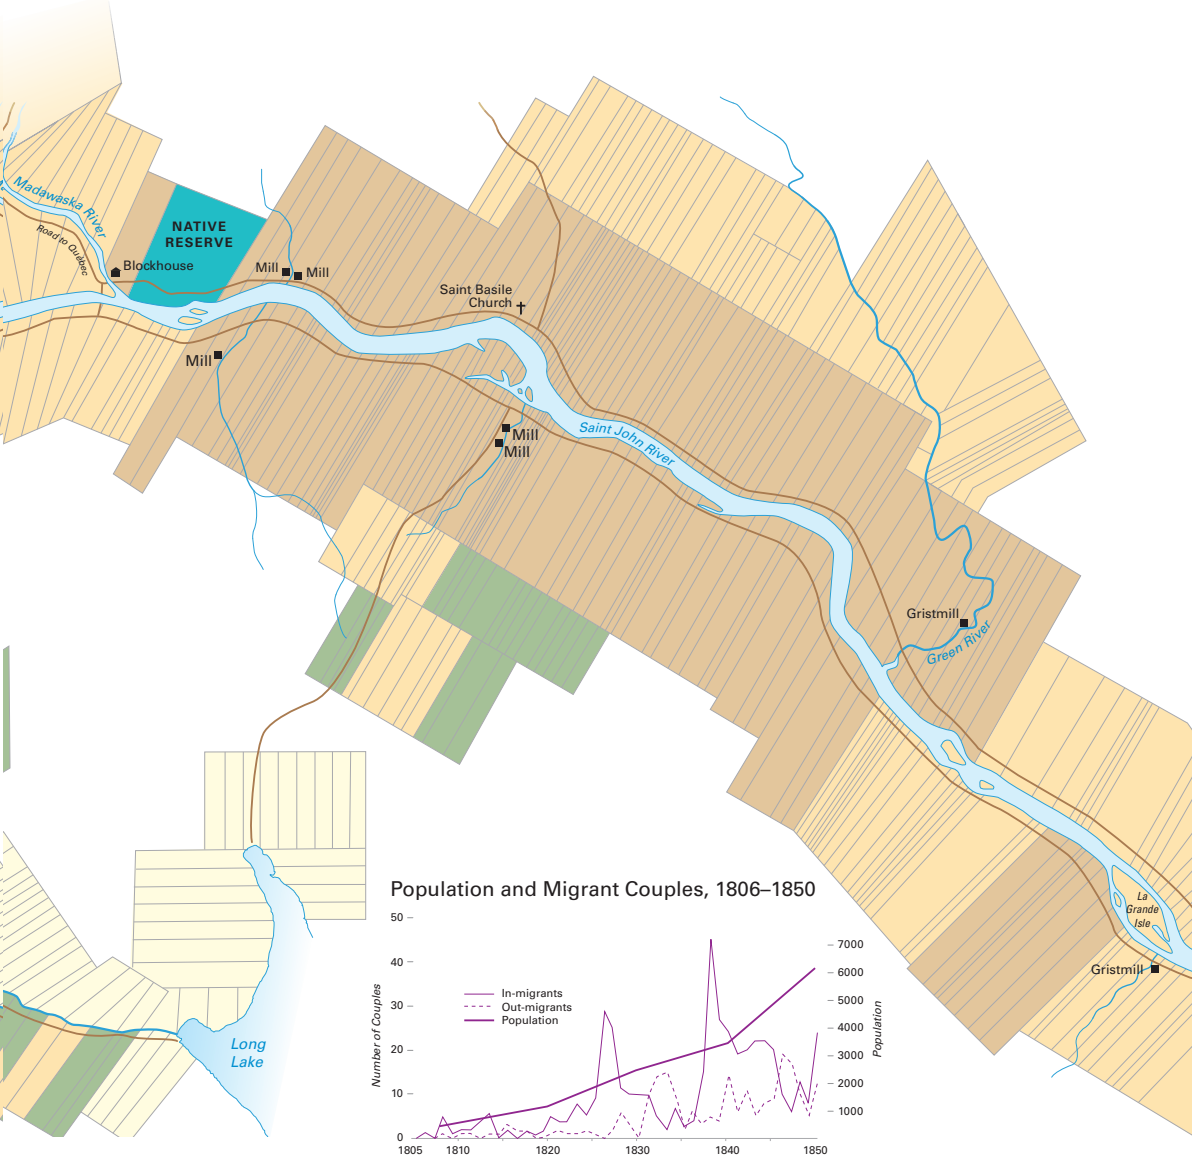 Madawaska River
Road to Québec
NATIVE
RESERVE
Blockhouse
Mill
Mill
Saint Basile
Church
Mill
Mill
Mill
Saint John River
Gristmill
Green River
La
Grande
Isle
Gristmill
Long
Lake
Population and Migrant Couples, 1806–1850
Number of Couples
50
40
30
20
10
0
In-migrants
Out-migrants
Population
7000
6000
5000
4000
3000
2000
1000
Population
1805 1810 1820 1830 1840 1850